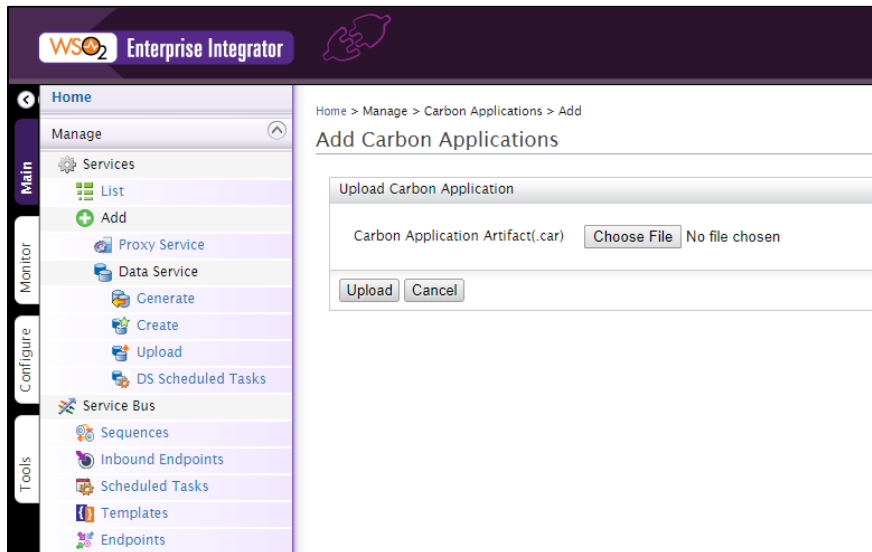 WSO2 Enterprise Integrator
Home
Manage
Services
List
Add
Proxy Service
Data Service
Generate
Create
Upload
DS Scheduled Tasks
Service Bus
Sequences
Inbound Endpoints
Scheduled Tasks
Templates
Endpoints
Main
Monitor
Configure
Tools
Home > Manage > Carbon Applications > Add
Add Carbon Applications
Upload Carbon Application
Carbon Application Artifact(.car) Choose File No file chosen
Upload Cancel